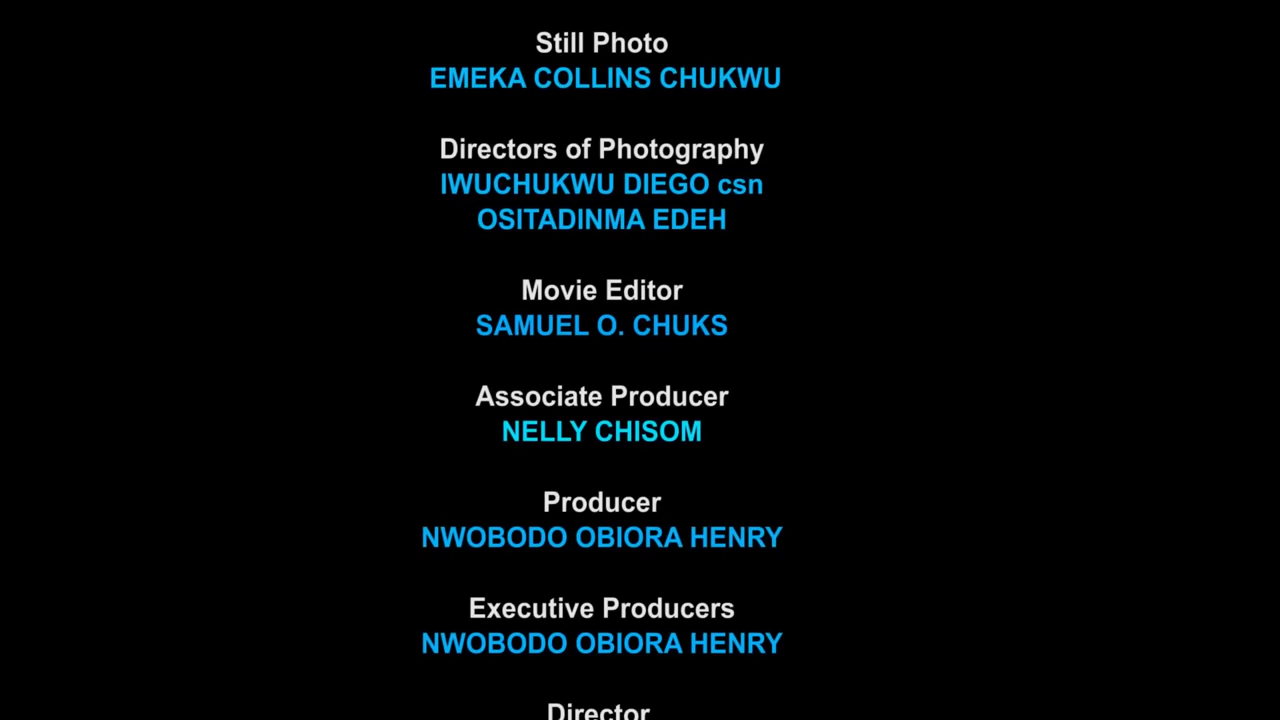 Still Photo
EMEKA COLLINS CHUKWU
Directors of Photography
IWUCHUKWU DIEGO csn
OSITADINMA EDEH
Movie Editor
SAMUEL O. CHUKS
Associate Producer
NELLY CHISOM
Producer
NWOBODO OBIORA HENRY
Executive Producers
NWOBODO OBIORA HENRY
Director